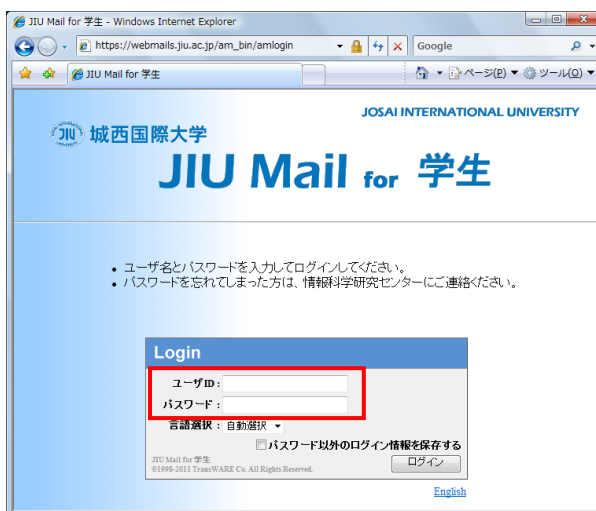 JIU Mail for 学生 - Windows Internet Explorer
https://webmails.jiu.ac.jp/am_bin/amlogin
Google
JIU Mail for 学生
ページ(P)
ツール(O)
JOSAI INTERNATIONAL UNIVERSITY
JIU 城西国際大学
JIU Mail for 学生
• ユーザ名とパスワードを入力してログインしてください。
• パスワードを忘れてしまった方は、情報科学研究センターにご連絡ください。
Login
ユーザID:
パスワード:
言語選択: 自動選択
パスワード以外のログイン情報を保存する
JIU Mail for 学生
©1998-2011 TransWARE Co. All Rights Reserved.
ログイン
English